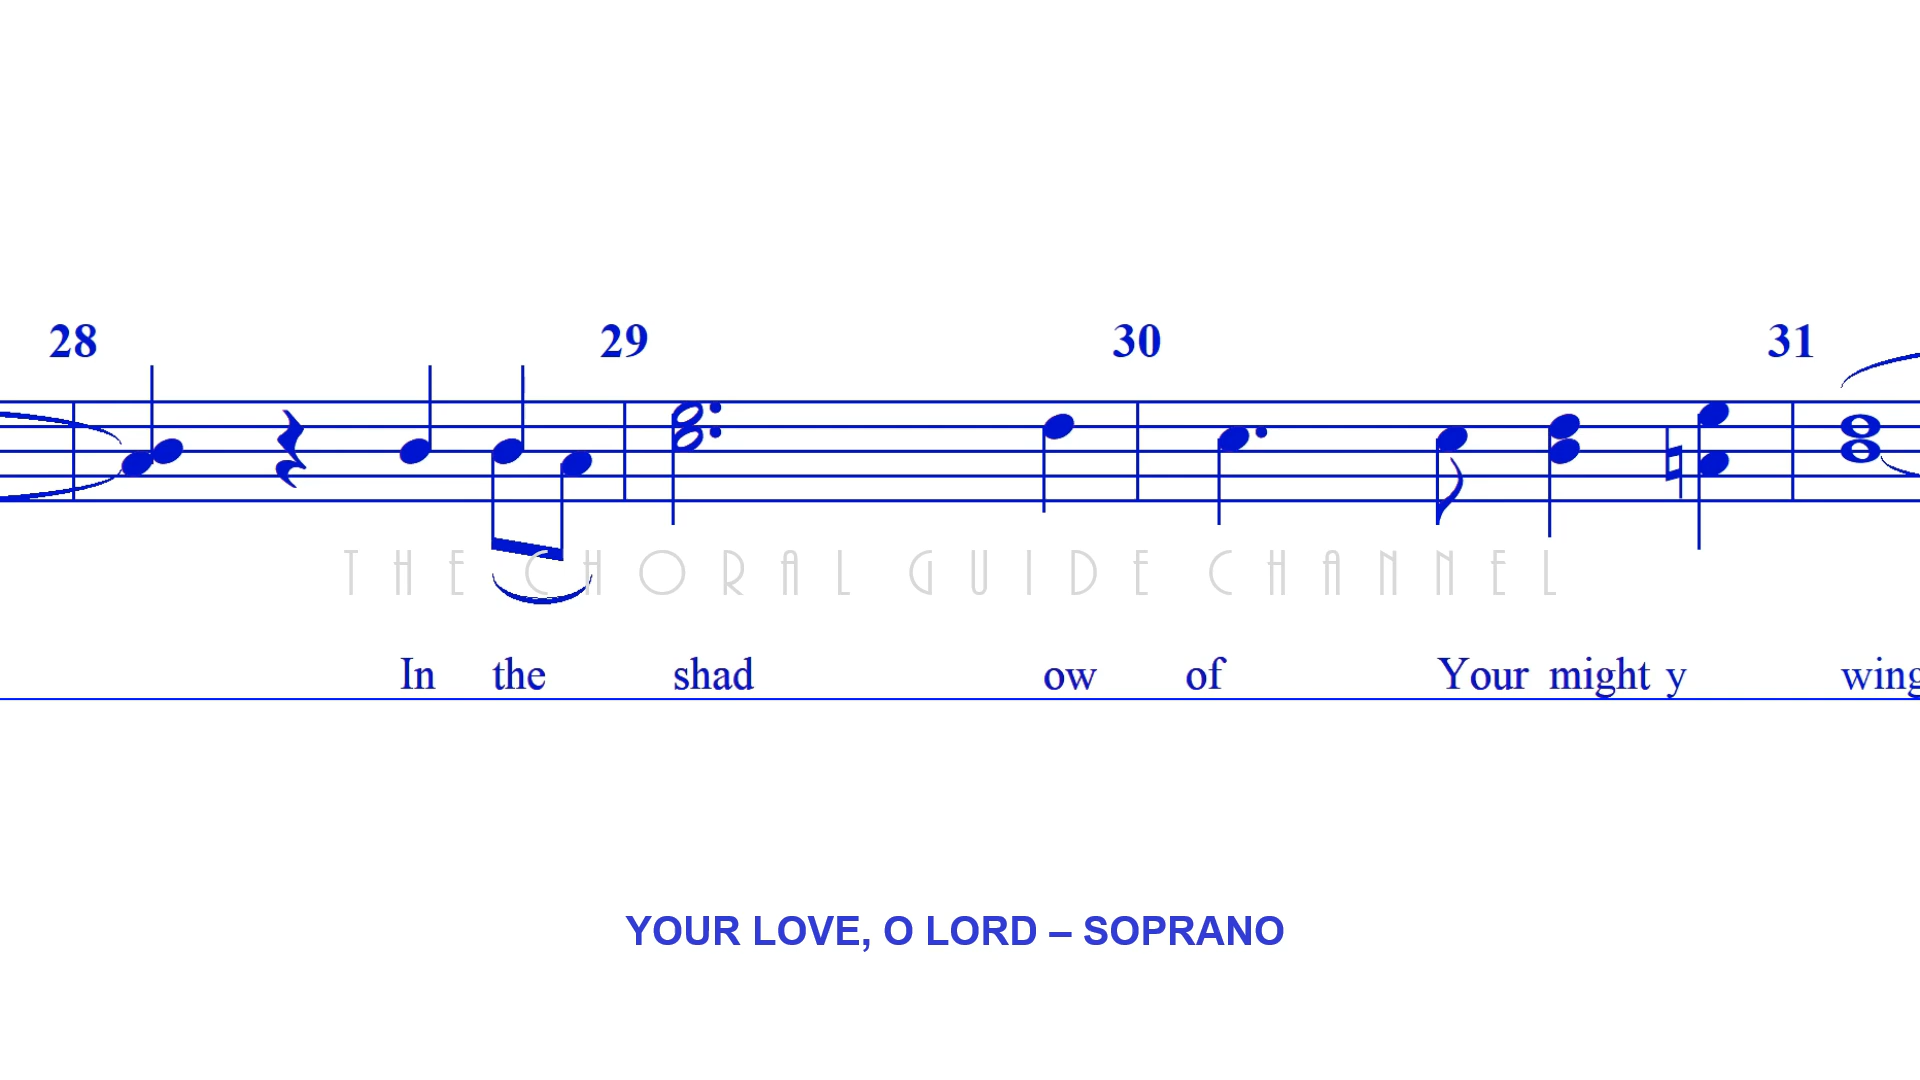 28 29 30 31
THE CHORAL GUIDE CHANNEL
In the shad ow of Your might y wing
YOUR LOVE, O LORD – SOPRANO